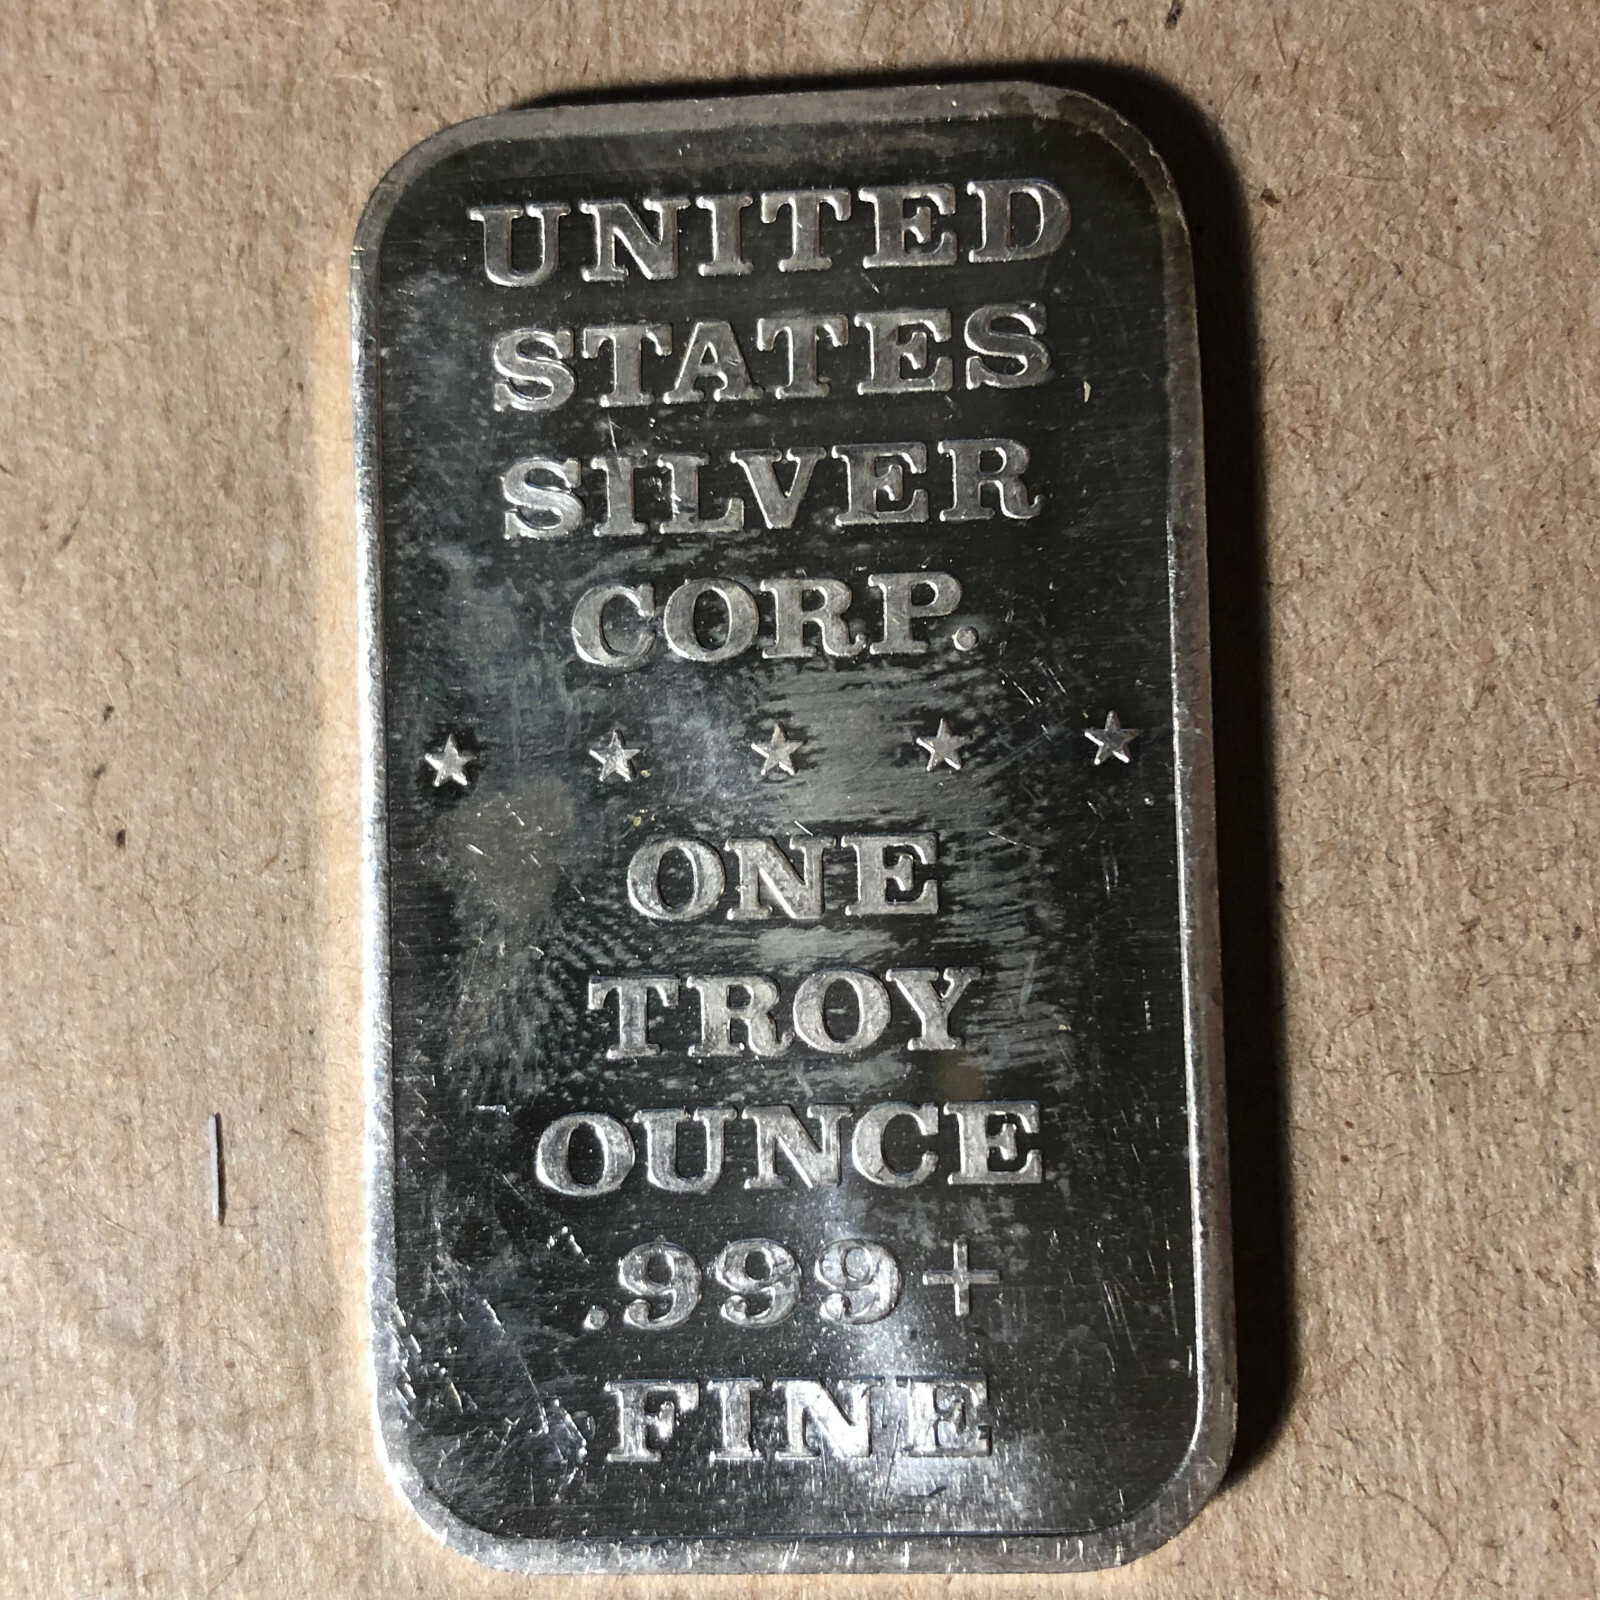 UNITED
STATES
SILVER
CORP.
★ ★ ★ ★ ★
ONE
TROY
OUNCE
.999+
FINE